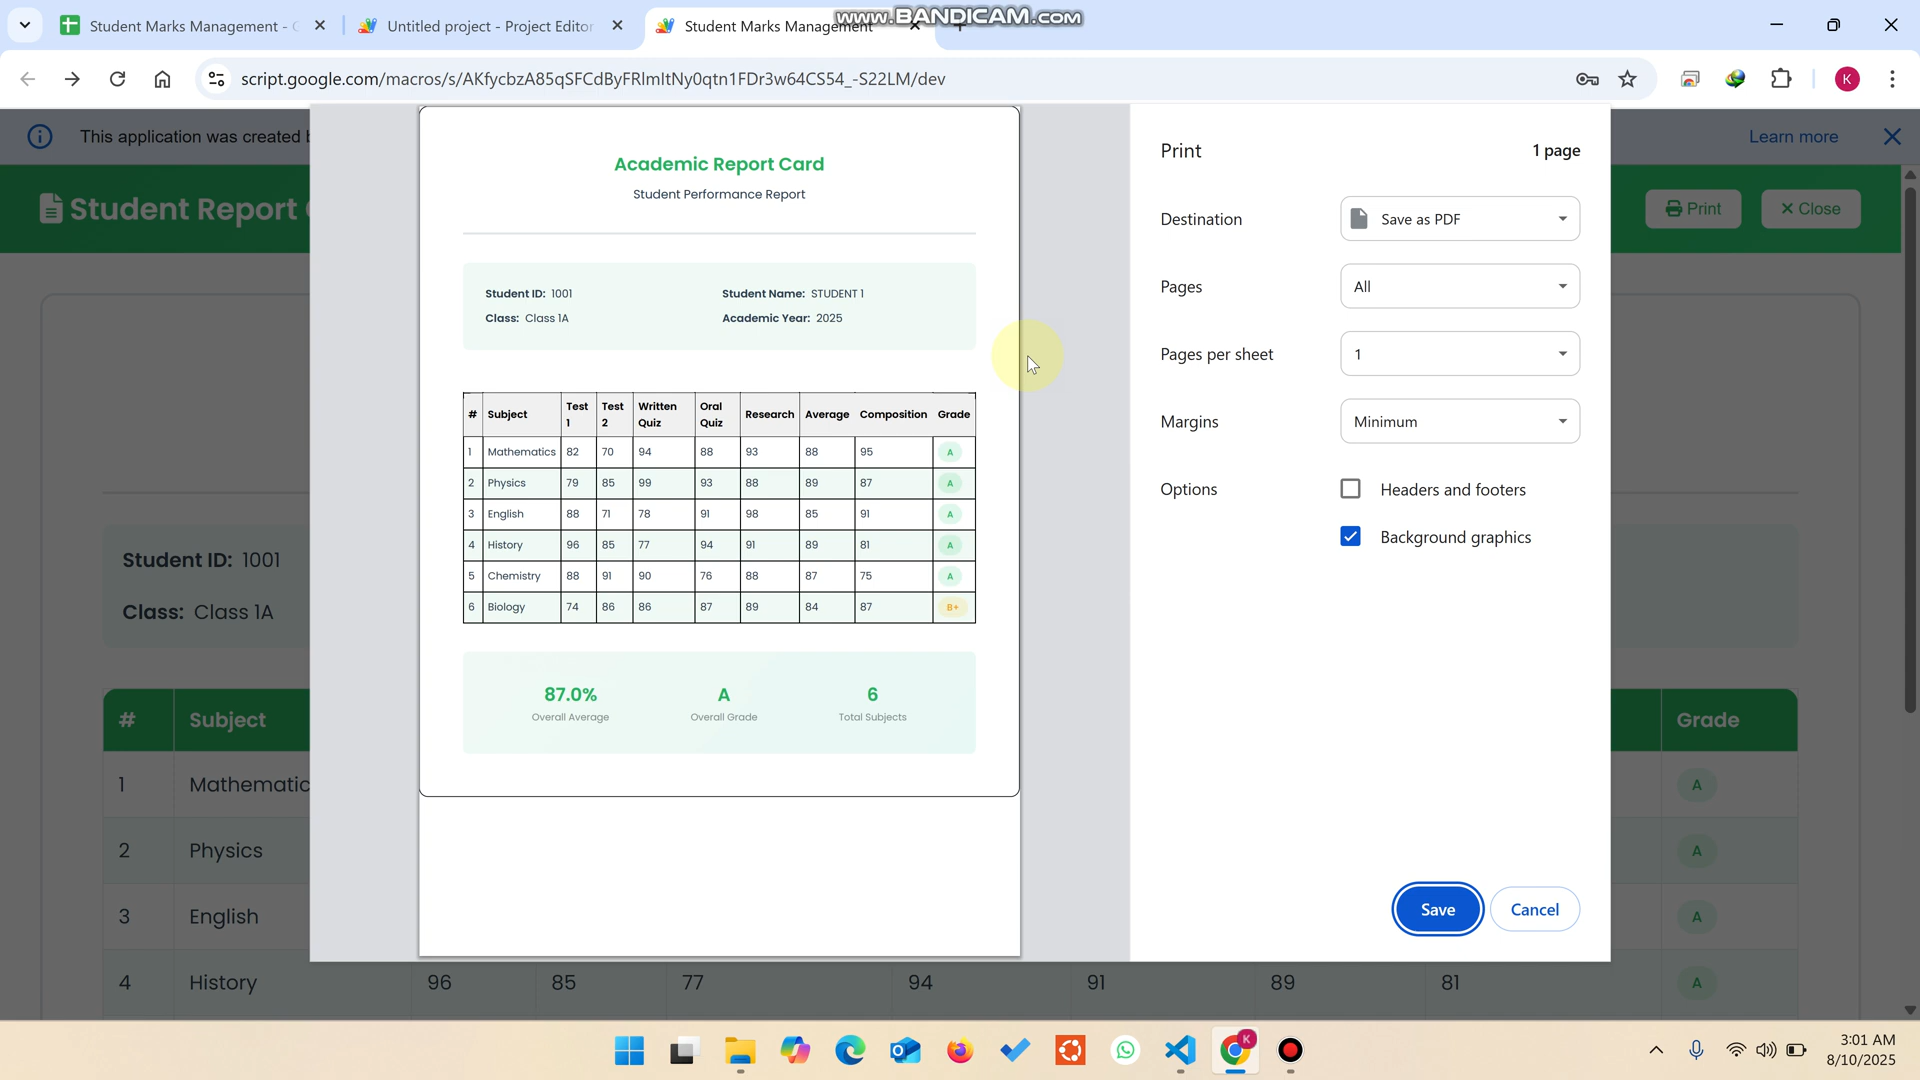 Student Marks Management -
Untitled project - Project Editor
Student Marks Management
www.BANDICAM.com
script.google.com/macros/s/AKfycbzA85qSFCdByFRlmItNy0qtn1FDr3w64CS54_-S22LM/dev
K
This application was created
Learn more
Student Report
Print
Close
Student ID: 1001
Class: Class 1A
# Subject Grade
1 Mathematic A
2 Physics A
3 English A
4 History 96 85 77 94 91 89 81 A
Academic Report Card
Student Performance Report
Student ID: 1001 Student Name: STUDENT 1
Class: Class 1A Academic Year: 2025
# Subject Test 1 Test 2 Written Quiz Oral Quiz Research Average Composition Grade
1 Mathematics 82 70 94 88 93 88 95 A
2 Physics 79 85 99 93 88 89 87 A
3 English 88 71 78 91 98 85 91 A
4 History 96 85 77 94 91 89 81 A
5 Chemistry 88 91 90 76 88 87 75 A
6 Biology 74 86 86 87 89 84 87 B+
87.0% A 6
Overall Average Overall Grade Total Subjects
Print 1 page
Destination Save as PDF
Pages All
Pages per sheet 1
Margins Minimum
Options Headers and footers
Background graphics
Save Cancel
K
3:01 AM
8/10/2025